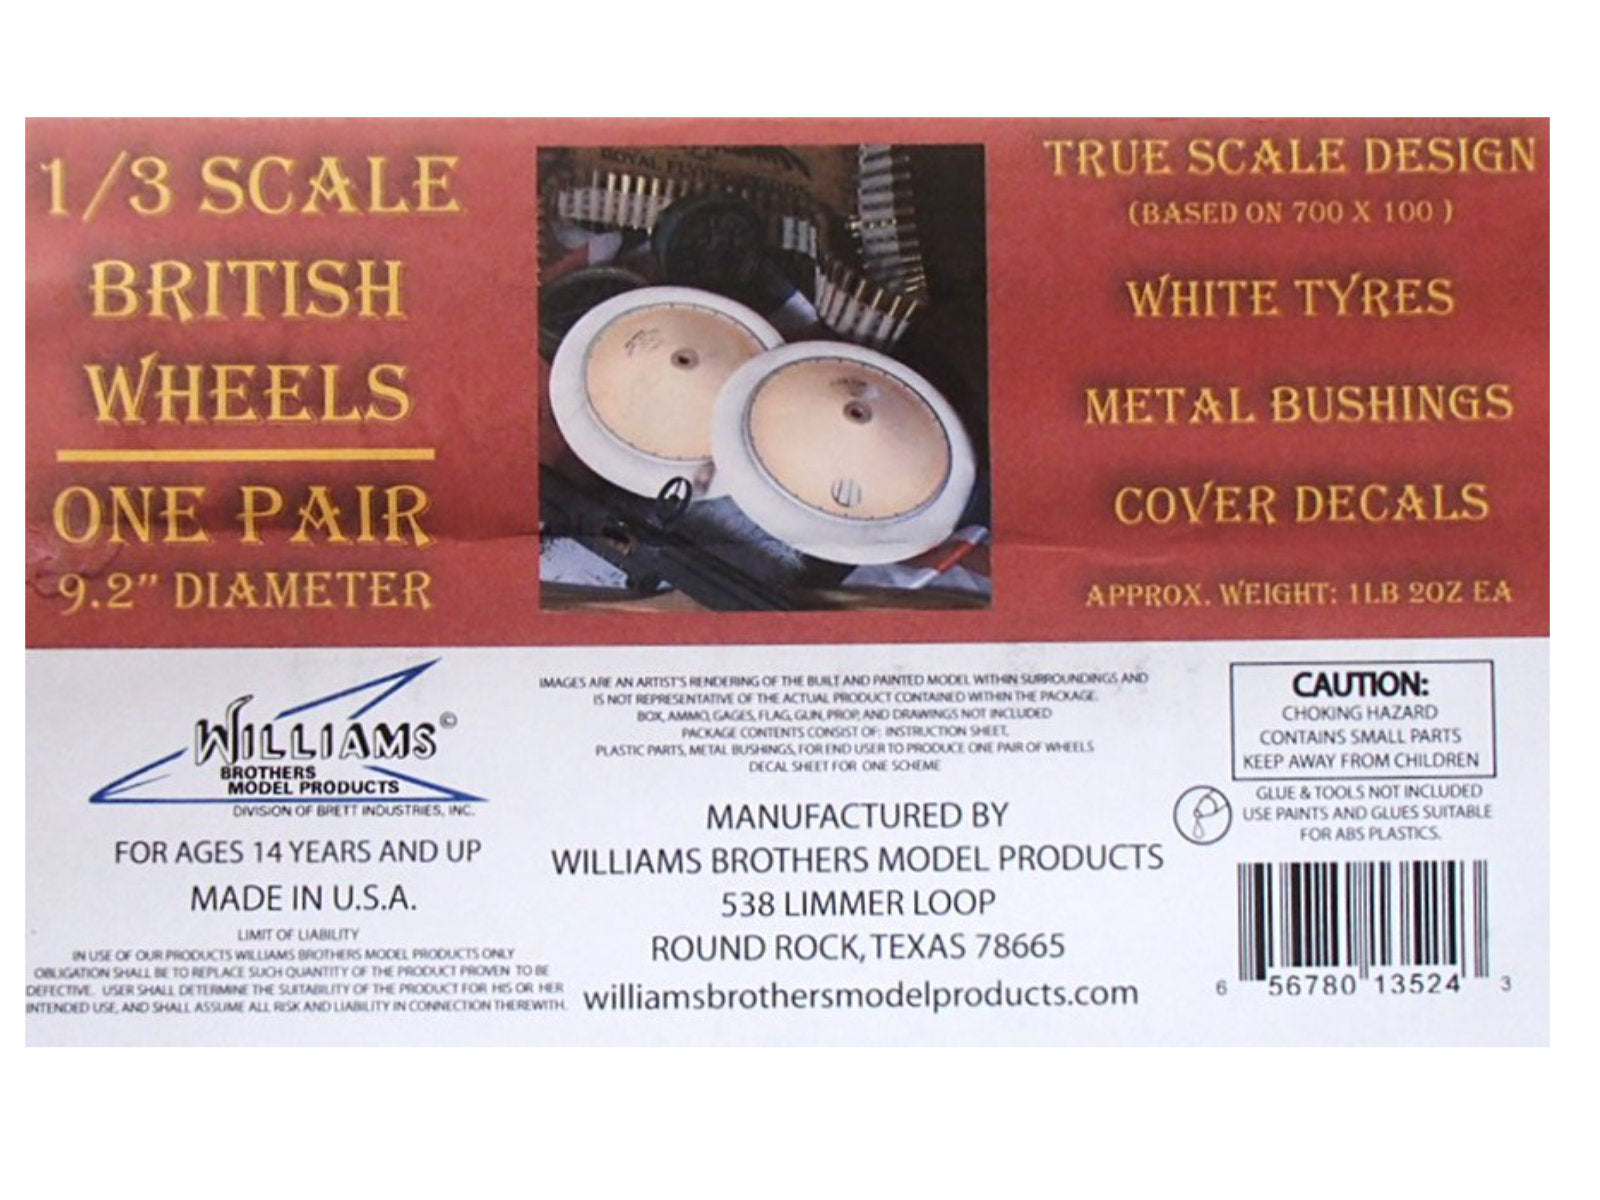 1/3 SCALE
BRITISH
WHEELS
ONE PAIR
9.2" DIAMETER
ROYAL FLYING
TRUE SCALE DESIGN
(BASED ON 700 X 100 )
WHITE TYRES
METAL BUSHINGS
COVER DECALS
APPROX. WEIGHT: 1LB 2OZ EA
WILLIAMS©
BROTHERS
MODEL PRODUCTS
DIVISION OF BRETT INDUSTRIES, INC.
FOR AGES 14 YEARS AND UP
MADE IN U.S.A.
LIMIT OF LIABILITY
IN USE OF OUR PRODUCTS WILLIAMS BROTHERS MODEL PRODUCTS ONLY
OBLIGATION SHALL BE TO REPLACE SUCH QUANTITY OF THE PRODUCT PROVEN TO BE
DEFECTIVE. USER SHALL DETERMINE THE SUITABILITY OF THE PRODUCT FOR HIS OR HER
INTENDED USE, AND SHALL ASSUME ALL RISK AND LIABILITY IN CONNECTION THEREWITH.
IMAGES ARE AN ARTIST'S RENDERING OF THE BUILT AND PAINTED MODEL WITHIN SURROUNDINGS AND
IS NOT REPRESENTATIVE OF THE ACTUAL PRODUCT CONTAINED WITHIN THE PACKAGE.
BOX, AMMO, GAGES, FLAG, GUN, PROP, AND DRAWINGS NOT INCLUDED
PACKAGE CONTENTS CONSIST OF: INSTRUCTION SHEET,
PLASTIC PARTS, METAL BUSHINGS, FOR END USER TO PRODUCE ONE PAIR OF WHEELS
DECAL SHEET FOR ONE SCHEME
MANUFACTURED BY
WILLIAMS BROTHERS MODEL PRODUCTS
538 LIMMER LOOP
ROUND ROCK, TEXAS 78665
williamsbrothersmodelproducts.com
CAUTION:
CHOKING HAZARD
CONTAINS SMALL PARTS
KEEP AWAY FROM CHILDREN
GLUE & TOOLS NOT INCLUDED
USE PAINTS AND GLUES SUITABLE
FOR ABS PLASTICS.
6 56780 13524 3